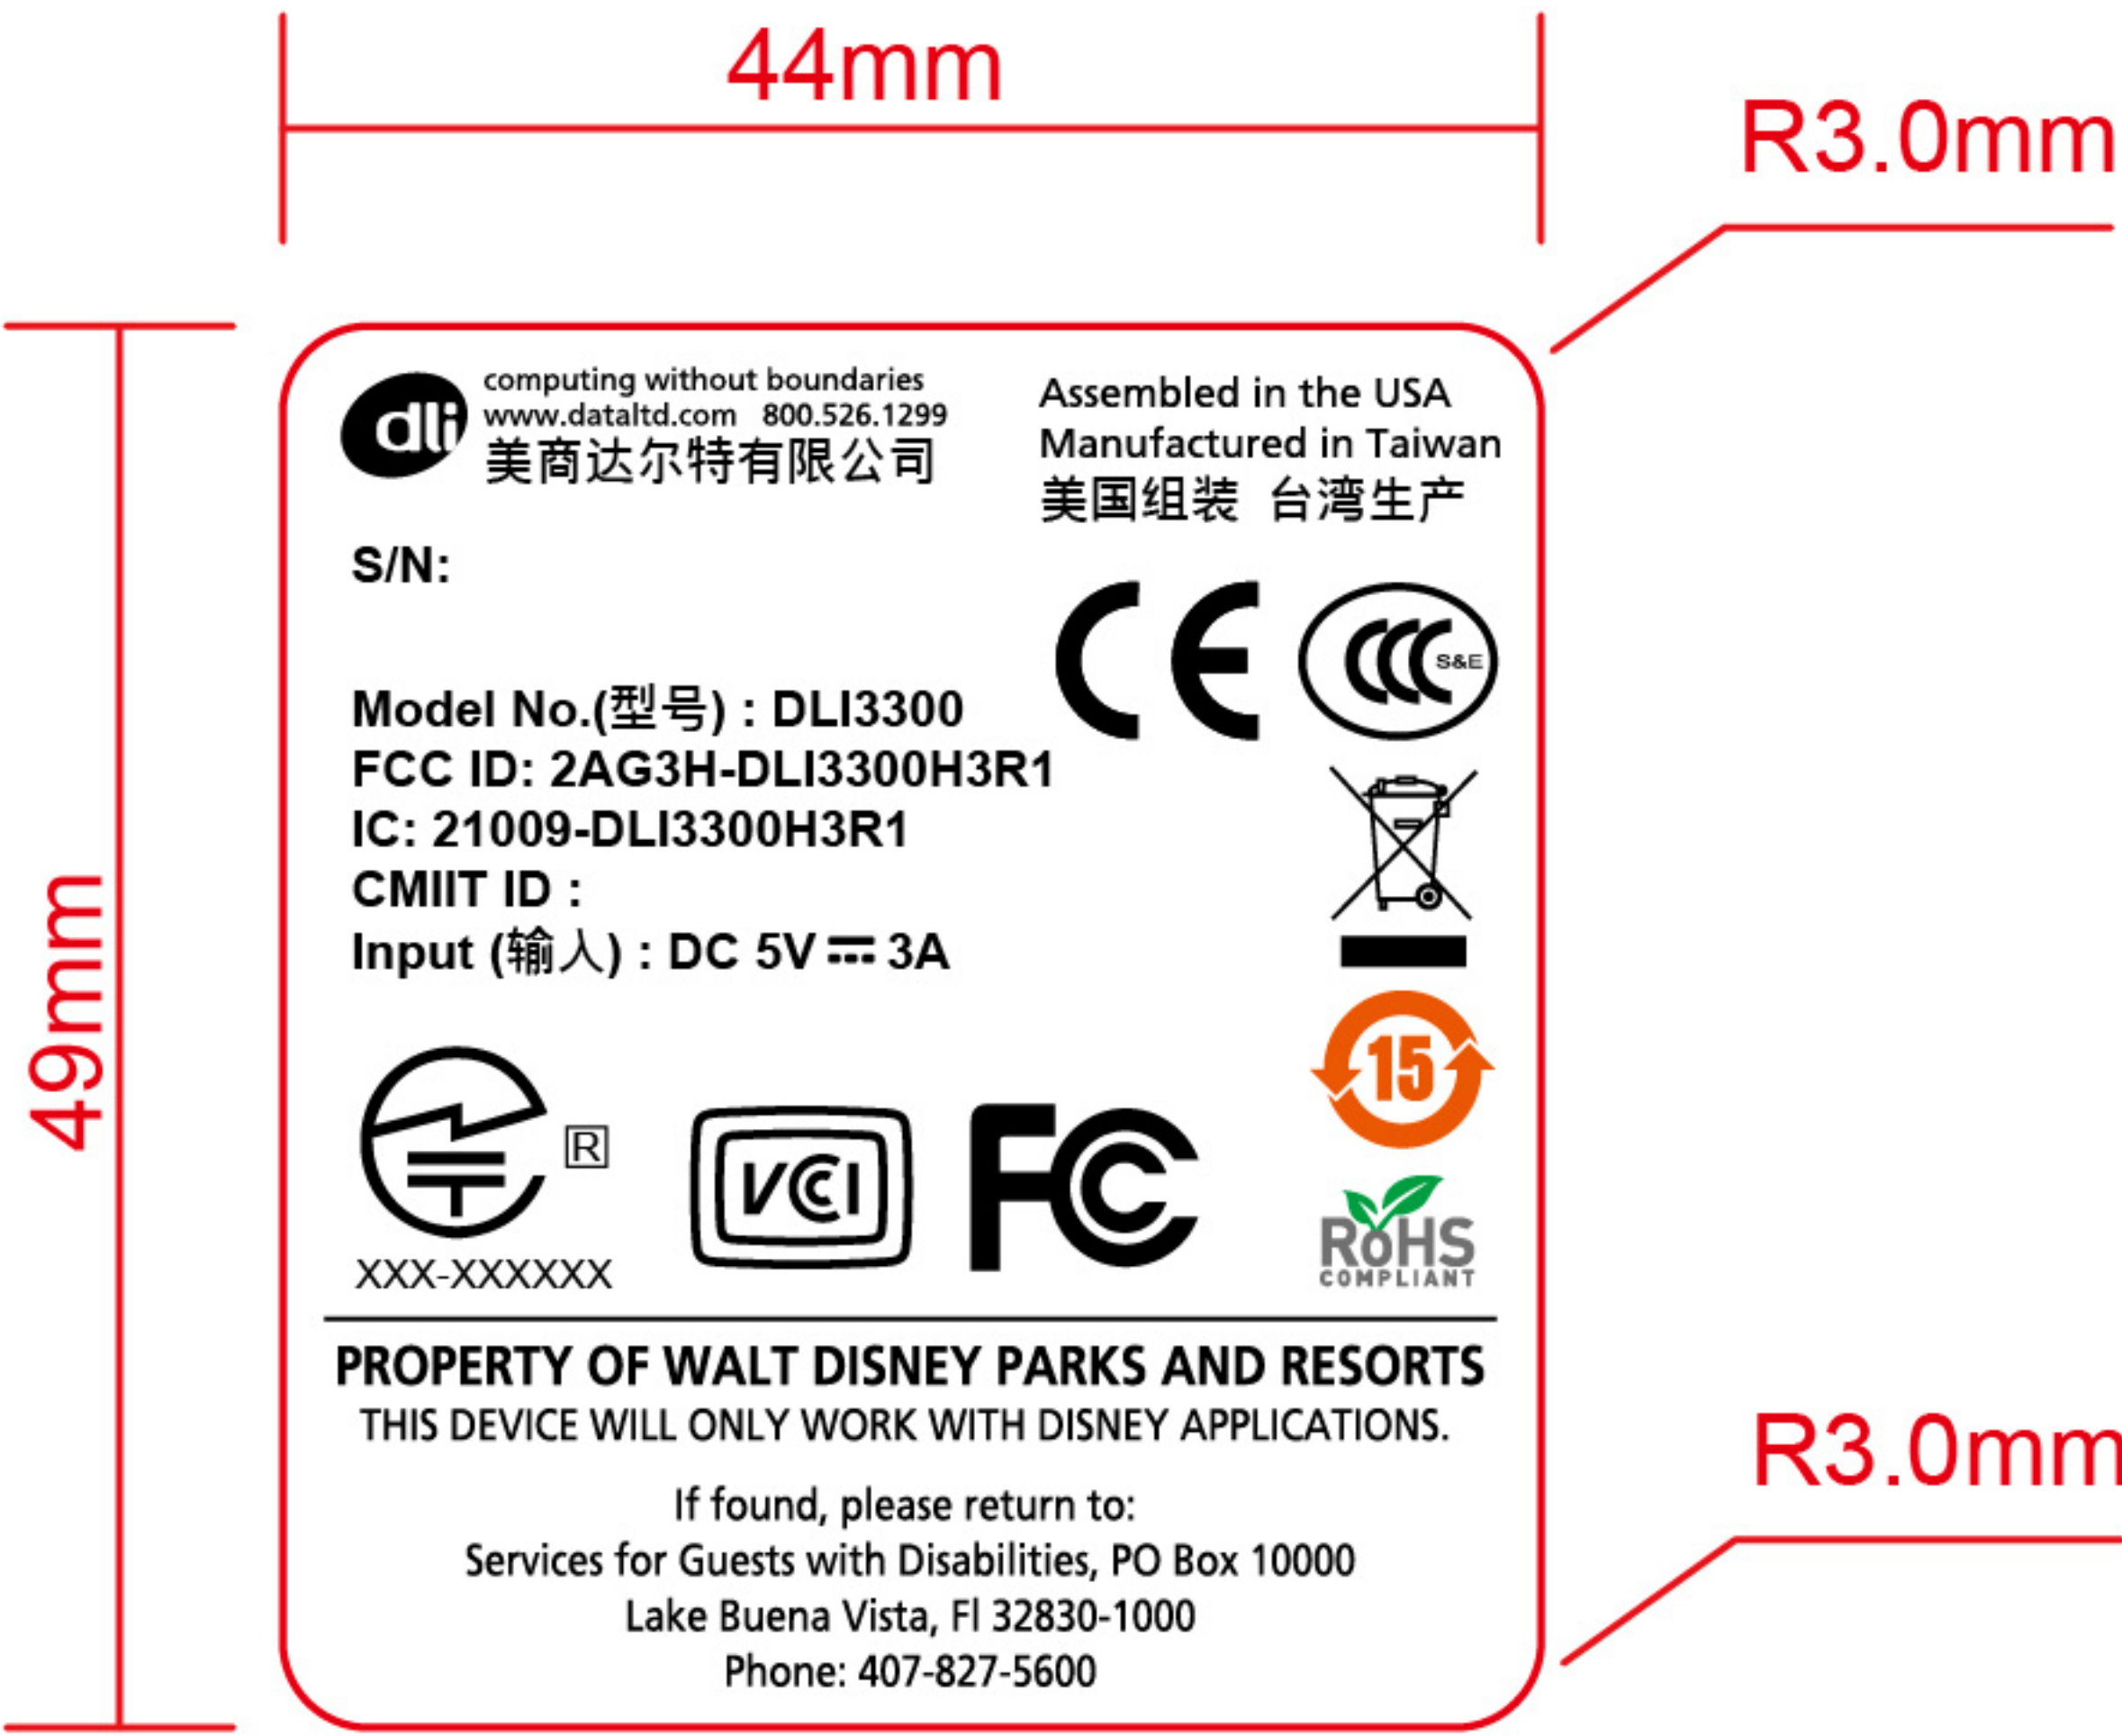 44mm
R3.0mm
dli
computing without boundaries
www.dataltd.com 800.526.1299
美商达尔特有限公司
Assembled in the USA
Manufactured in Taiwan
美国组装 台湾生产
S/N:
CE
CCC S&E
Model No.(型号) : DLI3300
FCC ID: 2AG3H-DLI3300H3R1
IC: 21009-DLI3300H3R1
CMIIT ID :
Input (输入) : DC 5V ⎓ 3A
49mm
15
R
VCCI
FCC
XXX-XXXXXX
RoHS
COMPLIANT
PROPERTY OF WALT DISNEY PARKS AND RESORTS
THIS DEVICE WILL ONLY WORK WITH DISNEY APPLICATIONS.
If found, please return to:
Services for Guests with Disabilities, PO Box 10000
Lake Buena Vista, Fl 32830-1000
Phone: 407-827-5600
R3.0mm